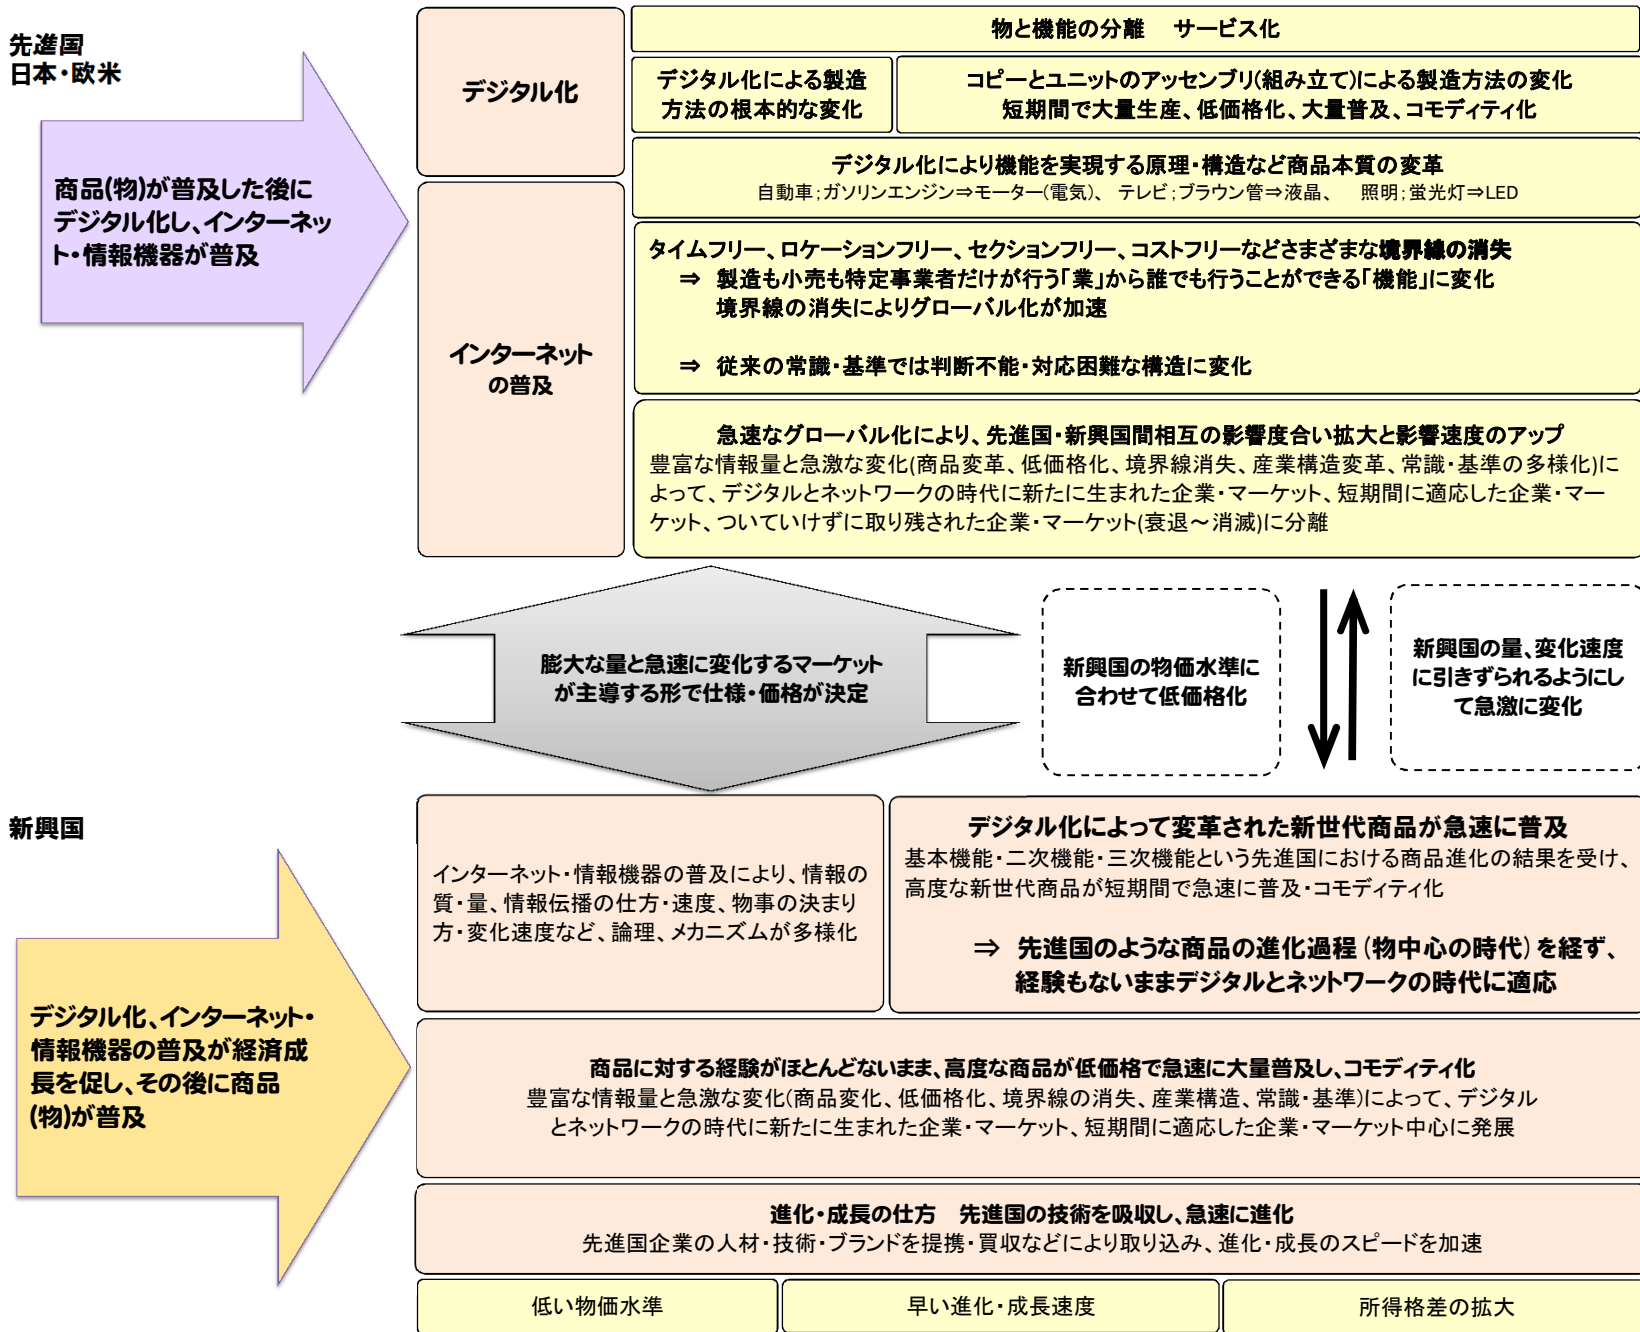 先進国
日本・欧米
商品(物)が普及した後に
デジタル化し、インターネッ
ト・情報機器が普及
デジタル化
物と機能の分離　サービス化
デジタル化による製造
方法の根本的な変化
コピーとユニットのアッセンブリ(組み立て)による製造方法の変化
短期間で大量生産、低価格化、大量普及、コモディティ化
デジタル化により機能を実現する原理・構造など商品本質の変革
自動車;ガソリンエンジン⇒モーター(電気)、 テレビ;ブラウン管⇒液晶、　照明;蛍光灯⇒LED
インターネット
の普及
タイムフリー、ロケーションフリー、セクションフリー、コストフリーなどさまざまな境界線の消失
⇒ 製造も小売も特定事業者だけが行う「業」から誰でも行うことができる「機能」に変化
境界線の消失によりグローバル化が加速
⇒ 従来の常識・基準では判断不能・対応困難な構造に変化
急速なグローバル化により、先進国・新興国間相互の影響度合い拡大と影響速度のアップ
豊富な情報量と急激な変化(商品変革、低価格化、境界線消失、産業構造変革、常識・基準の多様化)に
よって、デジタルとネットワークの時代に新たに生まれた企業・マーケット、短期間に適応した企業・マー
ケット、ついていけずに取り残された企業・マーケット(衰退～消滅)に分離
膨大な量と急速に変化するマーケット
が主導する形で仕様・価格が決定
新興国の物価水準に
合わせて低価格化
新興国の量、変化速度
に引きずられるようにし
て急激に変化
新興国
デジタル化、インターネット・
情報機器の普及が経済成
長を促し、その後に商品
(物)が普及
インターネット・情報機器の普及により、情報の
質・量、情報伝播の仕方・速度、物事の決まり
方・変化速度など、論理、メカニズムが多様化
デジタル化によって変革された新世代商品が急速に普及
基本機能・二次機能・三次機能という先進国における商品進化の結果を受け、
高度な新世代商品が短期間で急速に普及・コモディティ化
⇒ 先進国のような商品の進化過程（物中心の時代）を経ず、
経験もないままデジタルとネットワークの時代に適応
商品に対する経験がほとんどないまま、高度な商品が低価格で急速に大量普及し、コモディティ化
豊富な情報量と急激な変化(商品変化、低価格化、境界線の消失、産業構造、常識・基準)によって、デジタル
とネットワークの時代に新たに生まれた企業・マーケット、短期間に適応した企業・マーケット中心に発展
進化・成長の仕方　先進国の技術を吸収し、急速に進化
先進国企業の人材・技術・ブランドを提携・買収などにより取り込み、進化・成長のスピードを加速
低い物価水準
早い進化・成長速度
所得格差の拡大